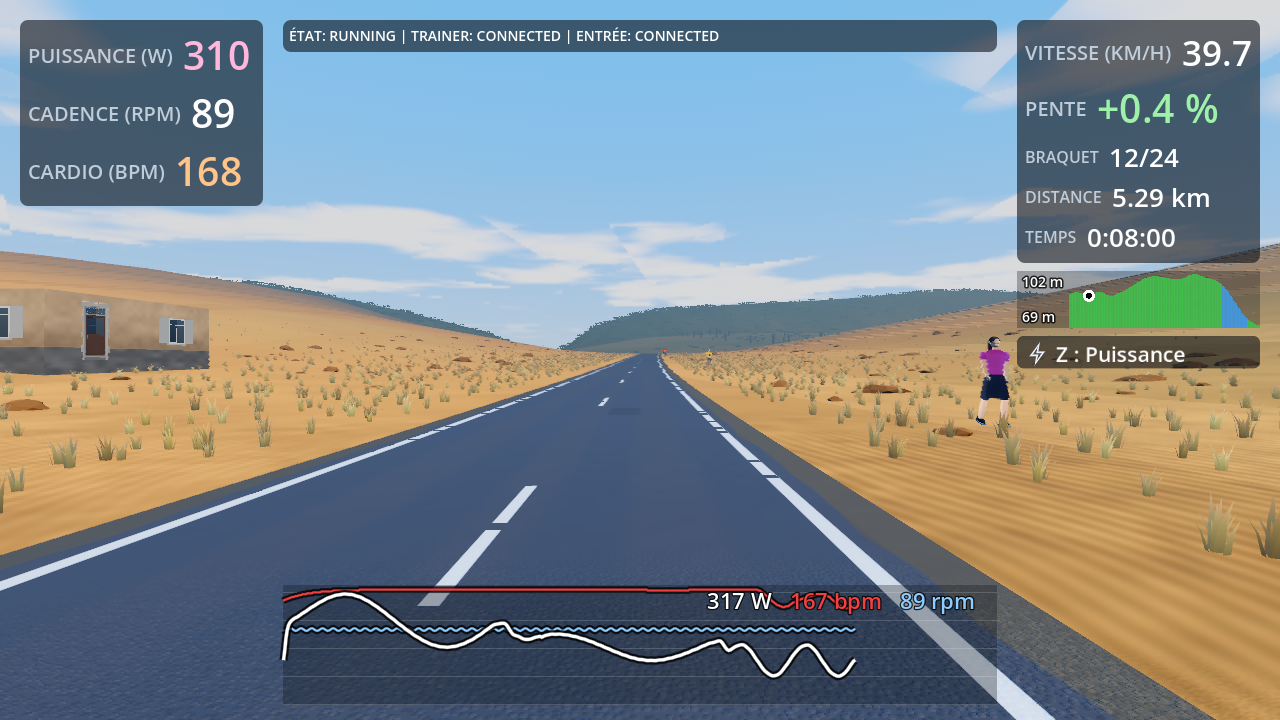 PUISSANCE (W) 310
CADENCE (RPM) 89
CARDIO (BPM) 168
ÉTAT: RUNNING | TRAINER: CONNECTED | ENTRÉE: CONNECTED
VITESSE (KM/H) 39.7
PENTE +0.4 %
BRAQUET 12/24
DISTANCE 5.29 km
TEMPS 0:08:00
102 m
69 m
Z : Puissance
317 W 167 bpm 89 rpm